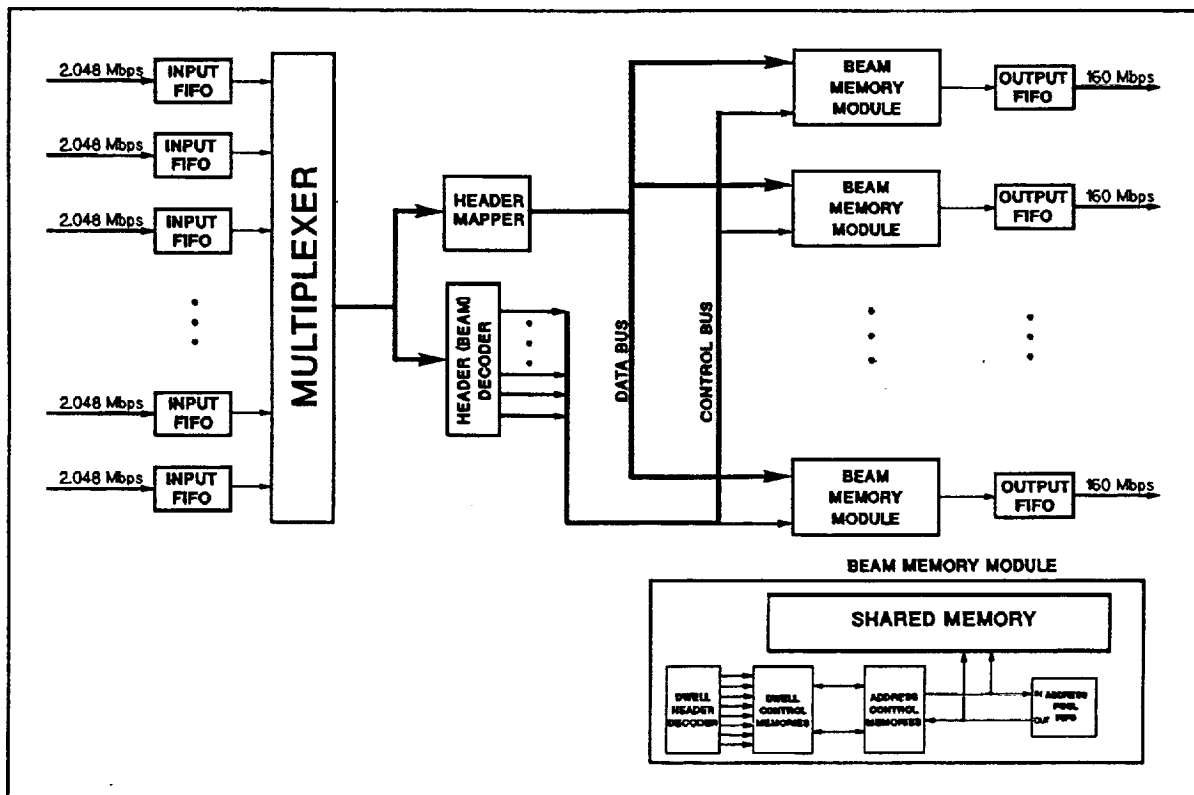 2.048 Mbps
INPUT
FIFO
2.048 Mbps
INPUT
FIFO
2.048 Mbps
INPUT
FIFO
2.048 Mbps
INPUT
FIFO
2.048 Mbps
INPUT
FIFO
MULTIPLEXER
HEADER
MAPPER
HEADER (BEAM)
DECODER
DATA BUS
CONTROL BUS
BEAM
MEMORY
MODULE
OUTPUT
FIFO
160 Mbps
BEAM
MEMORY
MODULE
OUTPUT
FIFO
160 Mbps
BEAM
MEMORY
MODULE
OUTPUT
FIFO
160 Mbps
BEAM MEMORY MODULE
SHARED MEMORY
DWELL
HEADER
DECODER
DWELL
CONTROL
MEMORIES
ADDRESS
CONTROL
MEMORIES
IN
OUT
ADDRESS
POOL
FIFO